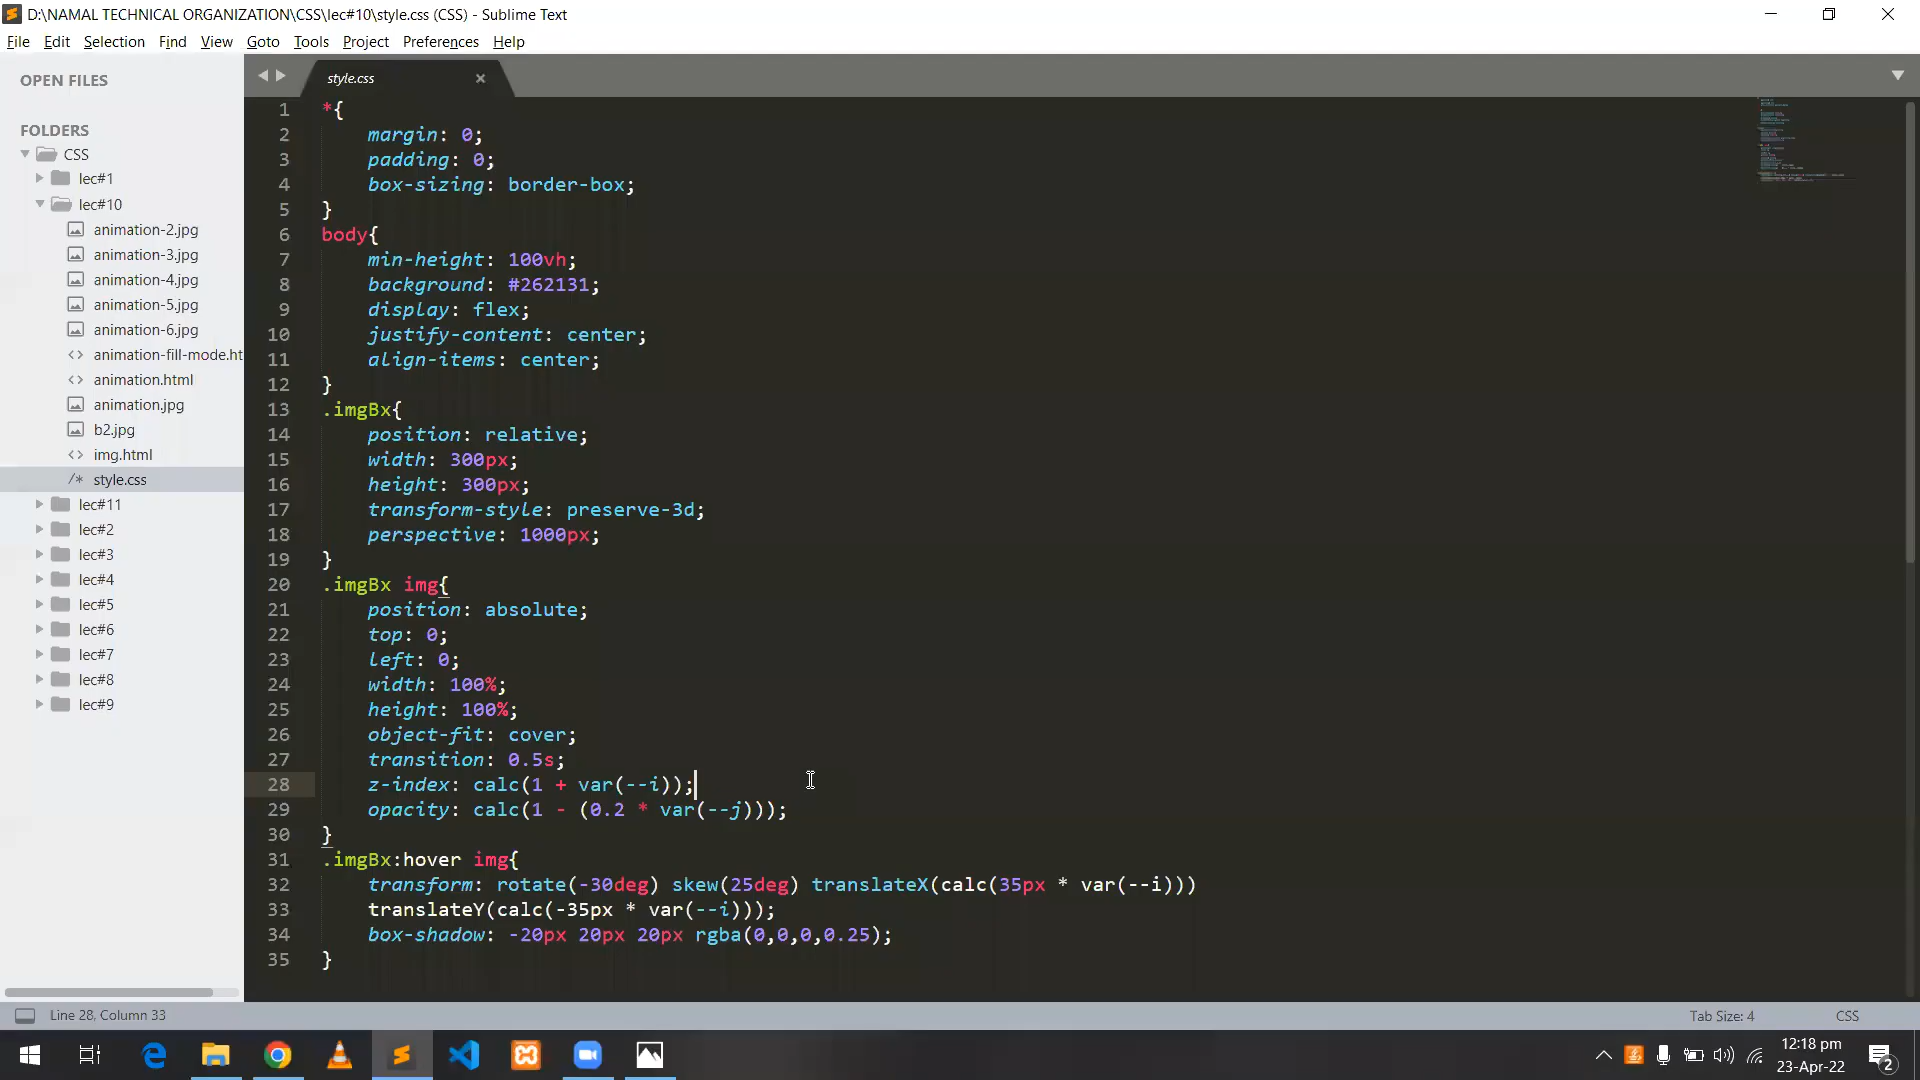 D:\NAMAL TECHNICAL ORGANIZATION\CSS\lec#10\style.css (CSS) - Sublime Text
File Edit Selection Find View Goto Tools Project Preferences Help
OPEN FILES
FOLDERS
CSS
lec#1
lec#10
animation-2.jpg
animation-3.jpg
animation-4.jpg
animation-5.jpg
animation-6.jpg
animation-fill-mode.ht
animation.html
animation.jpg
b2.jpg
img.html
style.css
lec#11
lec#2
lec#3
lec#4
lec#5
lec#6
lec#7
lec#8
lec#9
style.css
1 *{
2 margin: 0;
3 padding: 0;
4 box-sizing: border-box;
5 }
6 body{
7 min-height: 100vh;
8 background: #262131;
9 display: flex;
10 justify-content: center;
11 align-items: center;
12 }
13 .imgBx{
14 position: relative;
15 width: 300px;
16 height: 300px;
17 transform-style: preserve-3d;
18 perspective: 1000px;
19 }
20 .imgBx img{
21 position: absolute;
22 top: 0;
23 left: 0;
24 width: 100%;
25 height: 100%;
26 object-fit: cover;
27 transition: 0.5s;
28 z-index: calc(1 + var(--i));
29 opacity: calc(1 - (0.2 * var(--j)));
30 }
31 .imgBx:hover img{
32 transform: rotate(-30deg) skew(25deg) translateX(calc(35px * var(--i)))
33 translateY(calc(-35px * var(--i)));
34 box-shadow: -20px 20px 20px rgba(0,0,0,0.25);
35 }
Line 28, Column 33
Tab Size: 4
CSS
12:18 pm
23-Apr-22
2